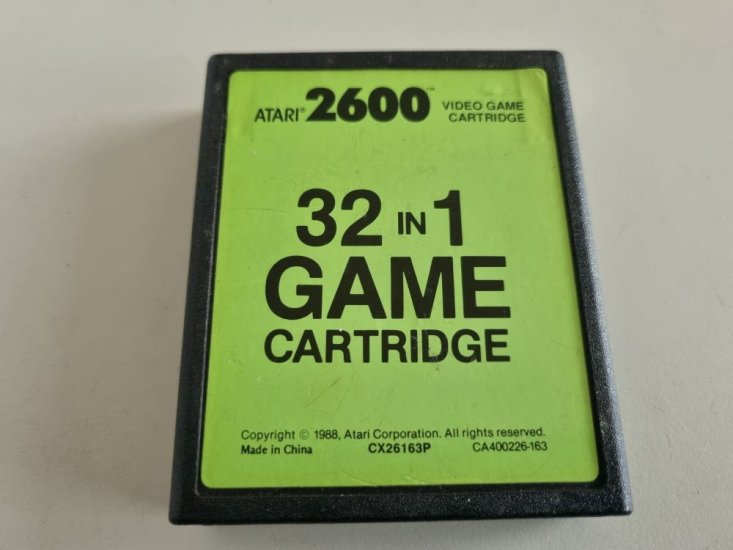 ATARI® 2600™ VIDEO GAME
CARTRIDGE
32 IN 1
GAME
CARTRIDGE
Copyright © 1988, Atari Corporation. All rights reserved.
Made in China CX26163P CA400226-163